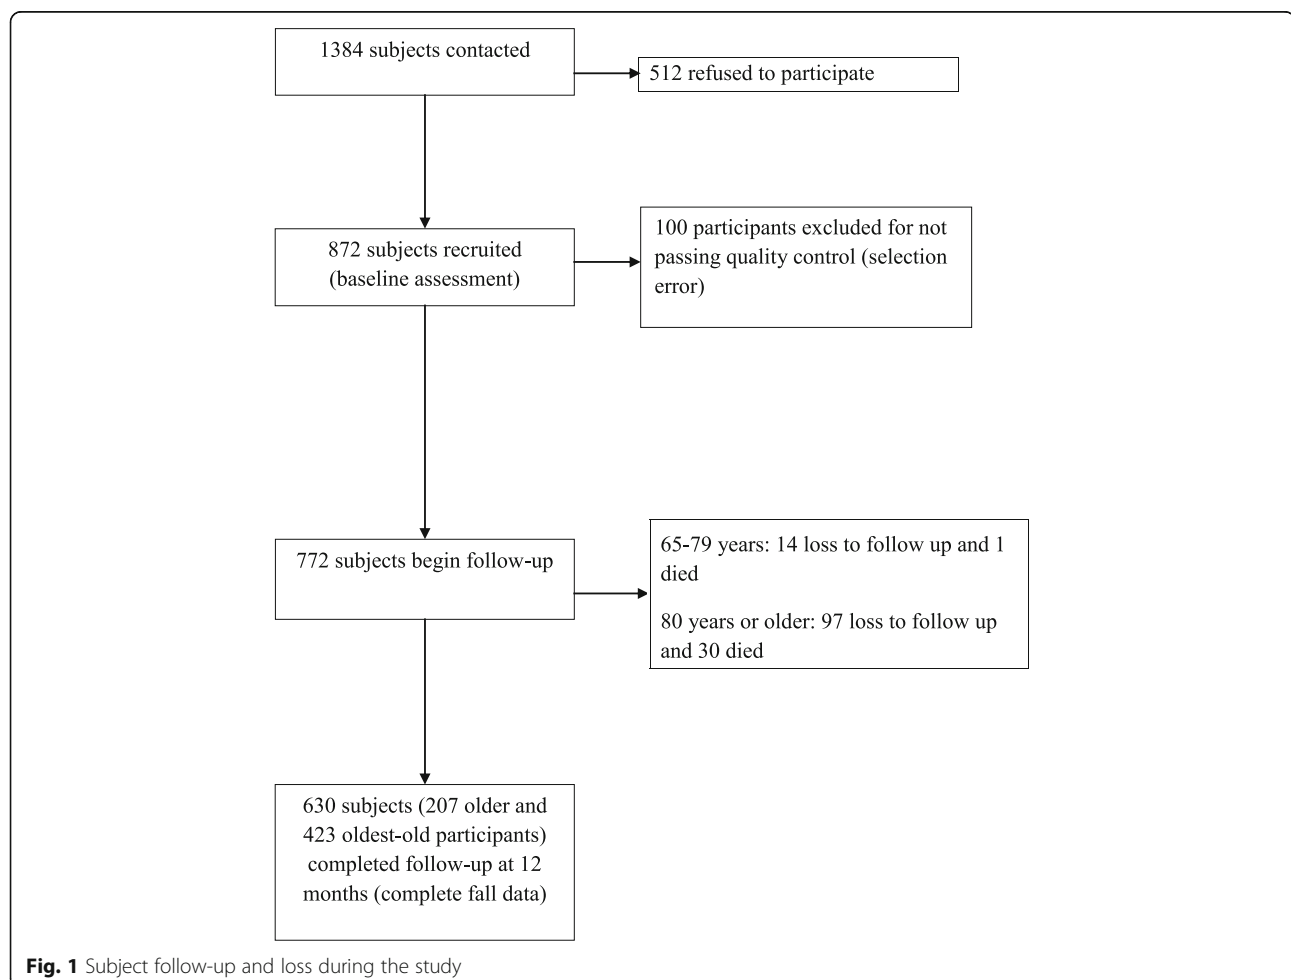 1384 subjects contacted
512 refused to participate
872 subjects recruited
(baseline assessment)
100 participants excluded for not
passing quality control (selection
error)
772 subjects begin follow-up
65-79 years: 14 loss to follow up and 1
died
80 years or older: 97 loss to follow up
and 30 died
630 subjects (207 older and
423 oldest-old participants)
completed follow-up at 12
months (complete fall data)
Fig. 1 Subject follow-up and loss during the study